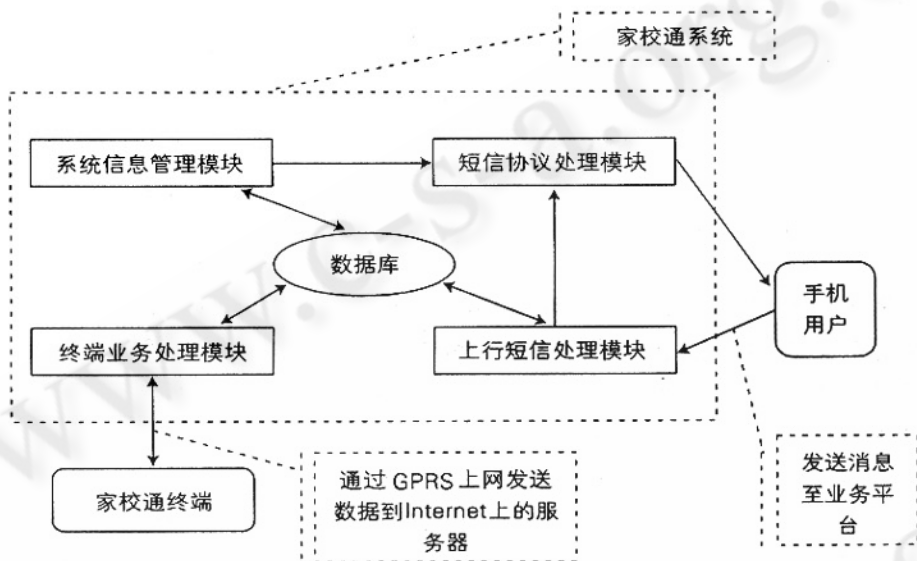 家校通系统
系统信息管理模块
短信协议处理模块
数据库
手机
用户
终端业务处理模块
上行短信处理模块
家校通终端
通过 GPRS 上网发送
数据到Internet上的服
务器
发送消息
至业务平
台
www.c-s-a.org.